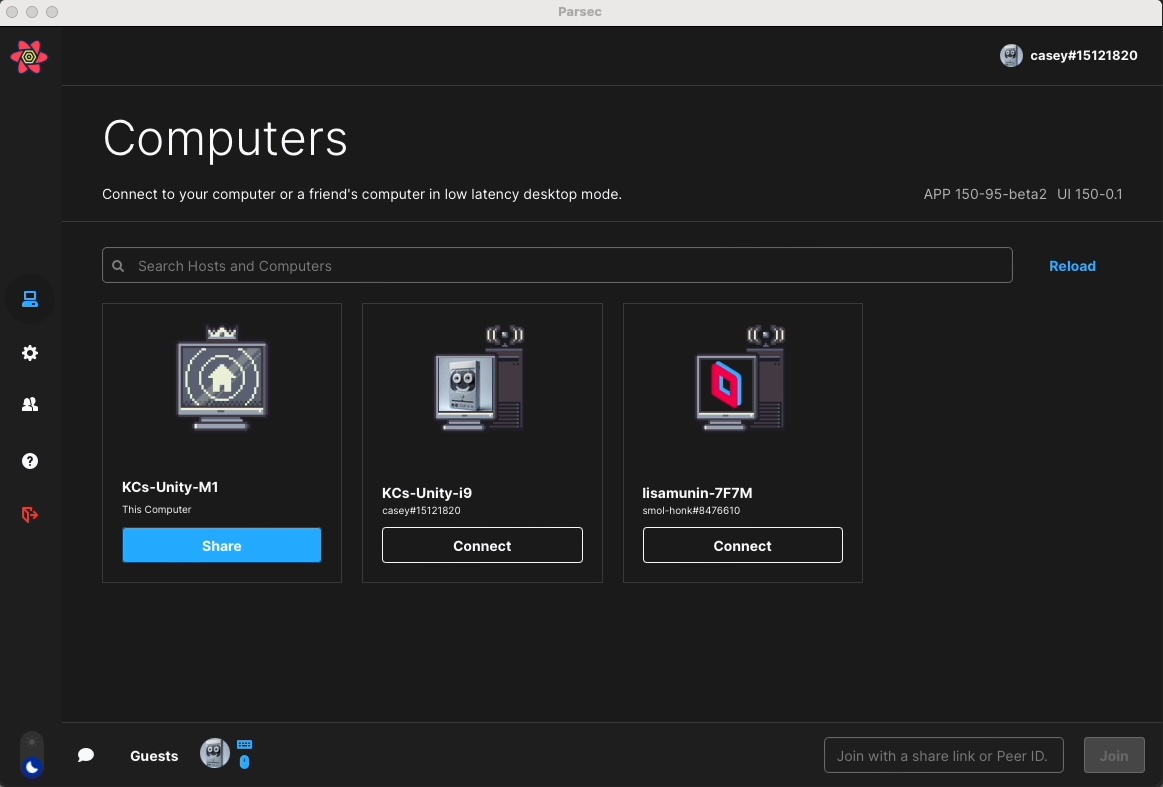 Parsec
casey#15121820
Computers
Connect to your computer or a friend's computer in low latency desktop mode.
APP 150-95-beta2 UI 150-0.1
Search Hosts and Computers
Reload
KCs-Unity-M1
This Computer
Share
KCs-Unity-i9
casey#15121820
Connect
lisamunin-7F7M
smol-honk#8476610
Connect
Guests
Join with a share link or Peer ID.
Join